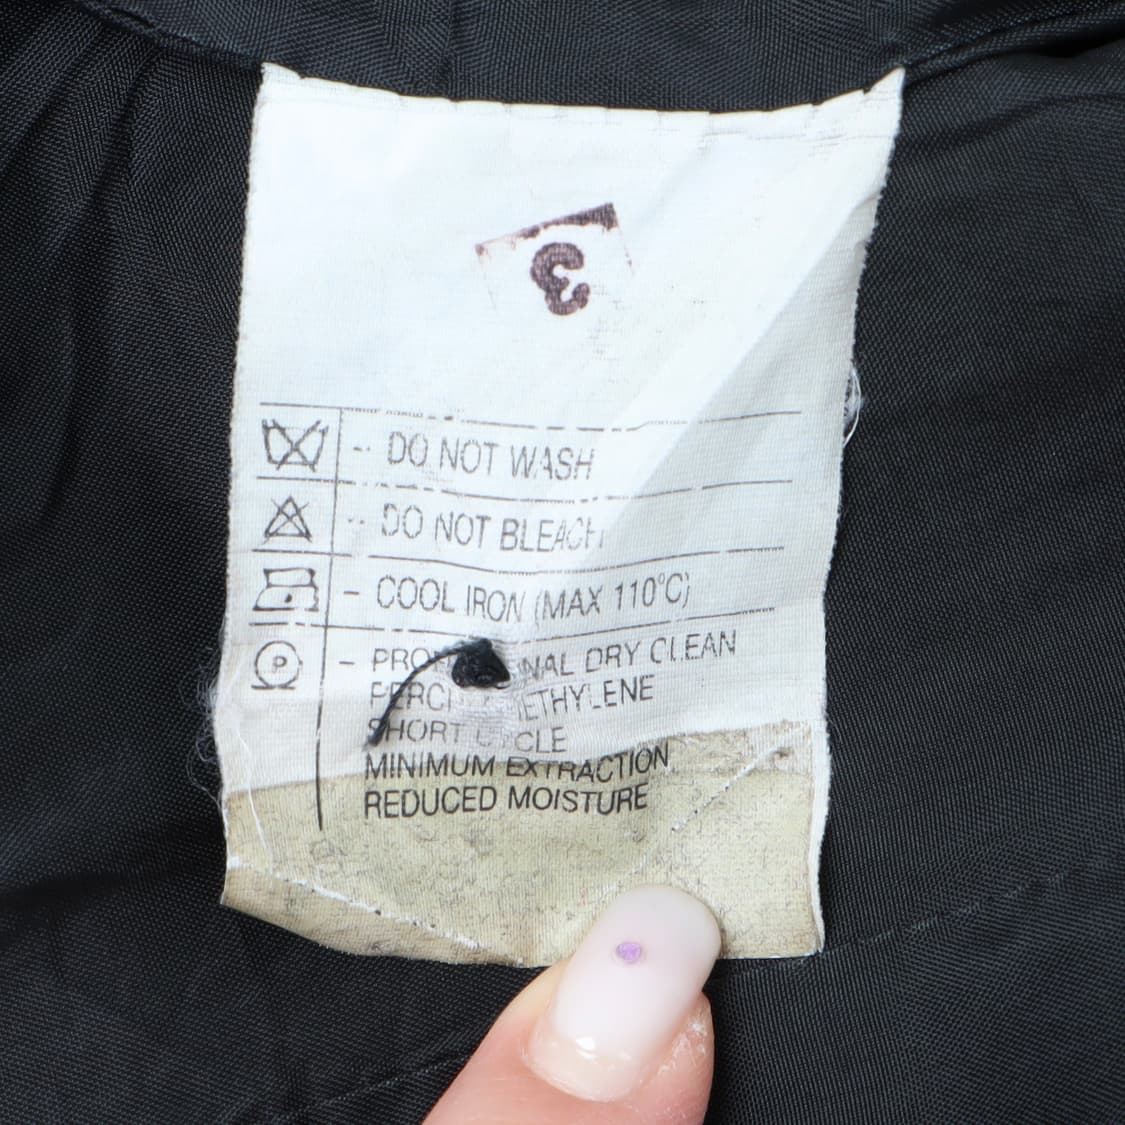 3
- DO NOT WASH
- DO NOT BLEACH
- COOL IRON (MAX 110°C)
P - DRY CLEAN
SHORT
MINIMUM EXTRACTION
REDUCED MOISTURE